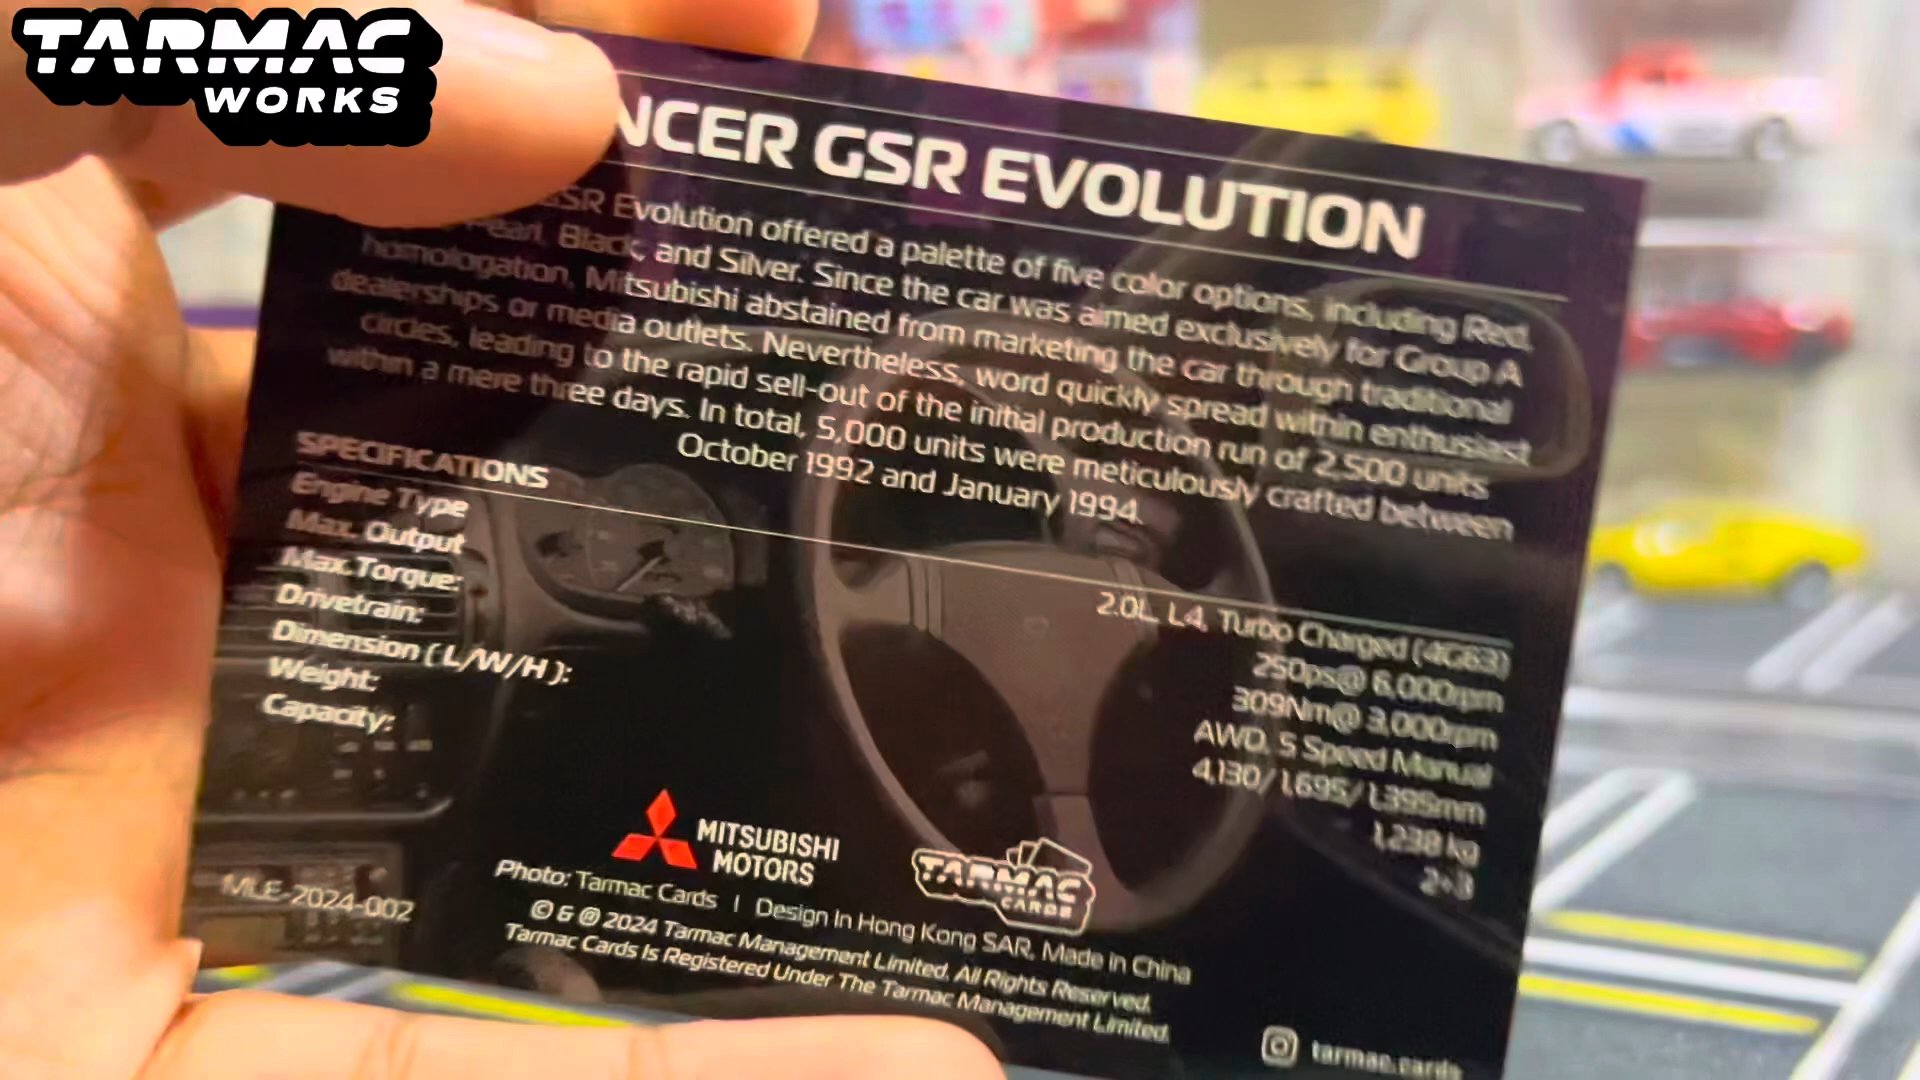 TARMAC
WORKS
NCER GSR EVOLUTION
GSR Evolution offered a palette of five color options, including Red,
Pearl, Black, and Silver. Since the car was aimed exclusively for Group A
homologation, Mitsubishi abstained from marketing the car through traditional
dealerships or media outlets. Nevertheless, word quickly spread within enthusiast
circles, leading to the rapid sell-out of the initial production run of 2,500 units
within a mere three days. In total, 5,000 units were meticulously crafted between
October 1992 and January 1994.
SPECIFICATIONS
Engine Type 2.0L, L4, Turbo Charged (4G63)
Max. Output 250ps@ 6,000rpm
Max.Torque: 309Nm@ 3,000rpm
Drivetrain: AWD, 5 Speed Manual
Dimension ( L/W/H ): 4,130/ 1,695/ 1,395mm
Weight: 1,238 kg
Capacity: 2+3
MITSUBISHI
MOTORS
TARMAC
CARDS
MLE-2024-002
Photo: Tarmac Cards | Design In Hong Kong SAR, Made in China
© & ℗ 2024 Tarmac Management Limited. All Rights Reserved.
Tarmac Cards Is Registered Under The Tarmac Management Limited.
tarmac.cards